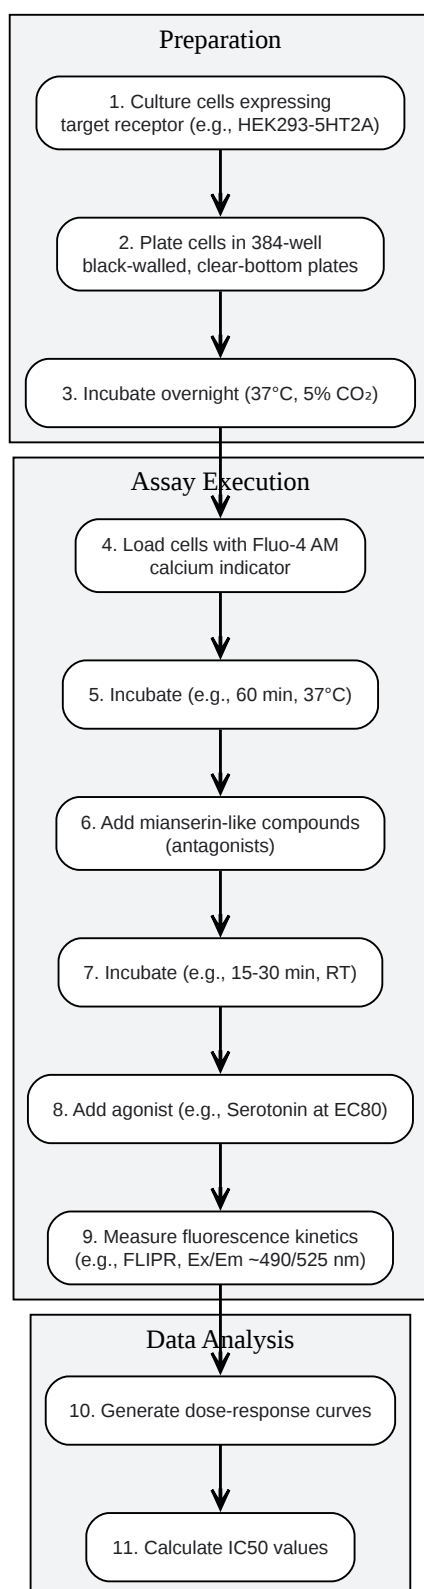 Preparation
1. Culture cells expressing
target receptor (e.g., HEK293-5HT2A)
2. Plate cells in 384-well
black-walled, clear-bottom plates
3. Incubate overnight (37°C, 5% CO₂)
Assay Execution
4. Load cells with Fluo-4 AM
calcium indicator
5. Incubate (e.g., 60 min, 37°C)
6. Add mianserin-like compounds
(antagonists)
7. Incubate (e.g., 15-30 min, RT)
8. Add agonist (e.g., Serotonin at EC80)
9. Measure fluorescence kinetics
(e.g., FLIPR, Ex/Em ~490/525 nm)
Data Analysis
10. Generate dose-response curves
11. Calculate IC50 values